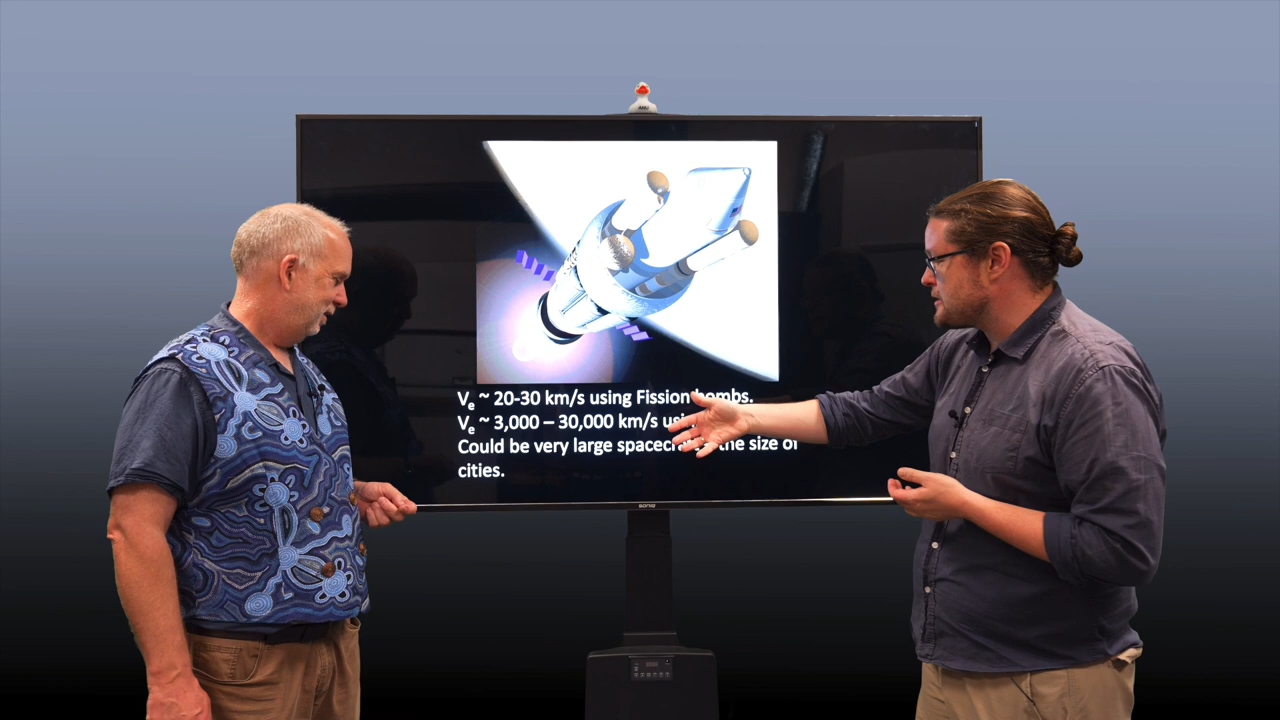 ANU
Vₑ ~ 20-30 km/s using Fission bombs.
Vₑ ~ 3,000 – 30,000 km/s
Could be very large the size of
cities.